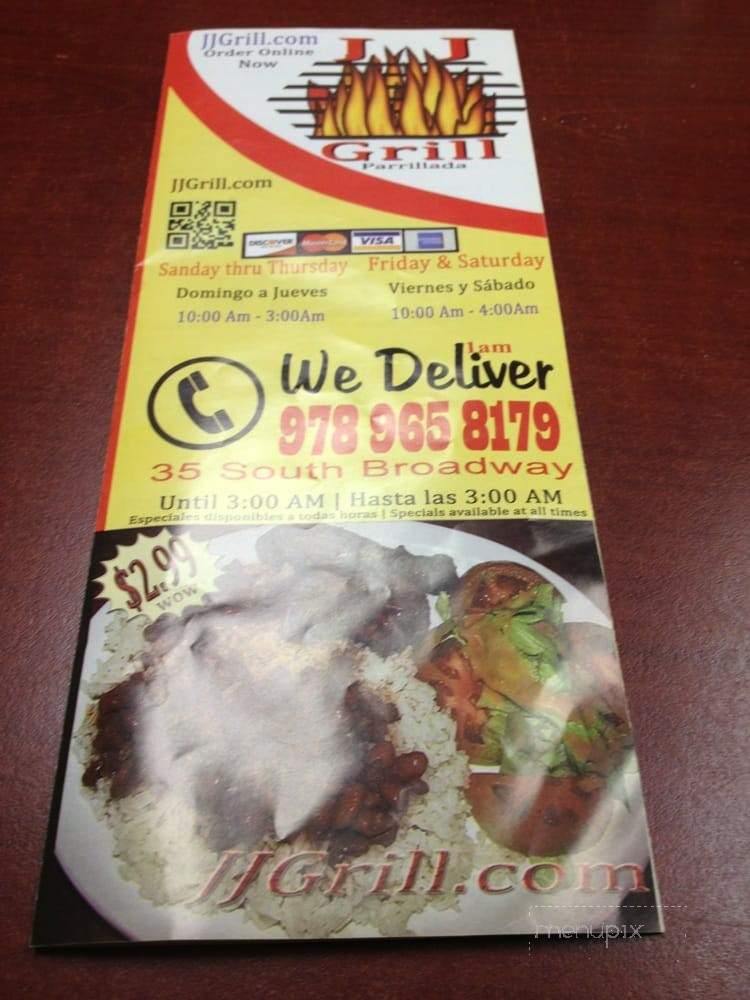 JJGrill.com
Order Online
Now
J J
Grill
Parrillada
JJGrill.com
DISCOVER MasterCard VISA
Sanday thru Thursday Friday & Saturday
Domingo a Jueves Viernes y Sábado
10:00 Am - 3:00Am 10:00 Am - 4:00Am
1am
We Deliver
978 965 8179
35 South Broadway
Until 3:00 AM | Hasta las 3:00 AM
Especiales disponibles a todas horas | Specials available at all times
$2.99
wow
JJGrill.com
menupix